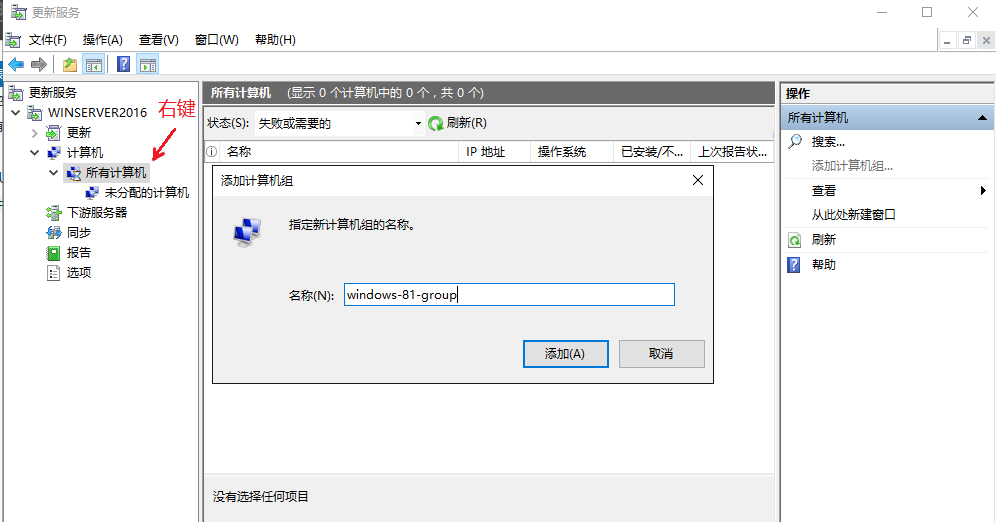 更新服务
文件(F) 操作(A) 查看(V) 窗口(W) 帮助(H)
更新服务
WINSERVER2016
右键
更新
计算机
所有计算机
未分配的计算机
下游服务器
同步
报告
选项
所有计算机 (显示 0 个计算机中的 0 个，共 0 个)
状态(S): 失败或需要的 刷新(R)
名称 IP 地址 操作系统 已安装/不... 上次报告状...
添加计算机组
指定新计算机组的名称。
名称(N): windows-81-group
添加(A) 取消
没有选择任何项目
操作
所有计算机
搜索...
添加计算机组...
查看
从此处新建窗口
刷新
帮助